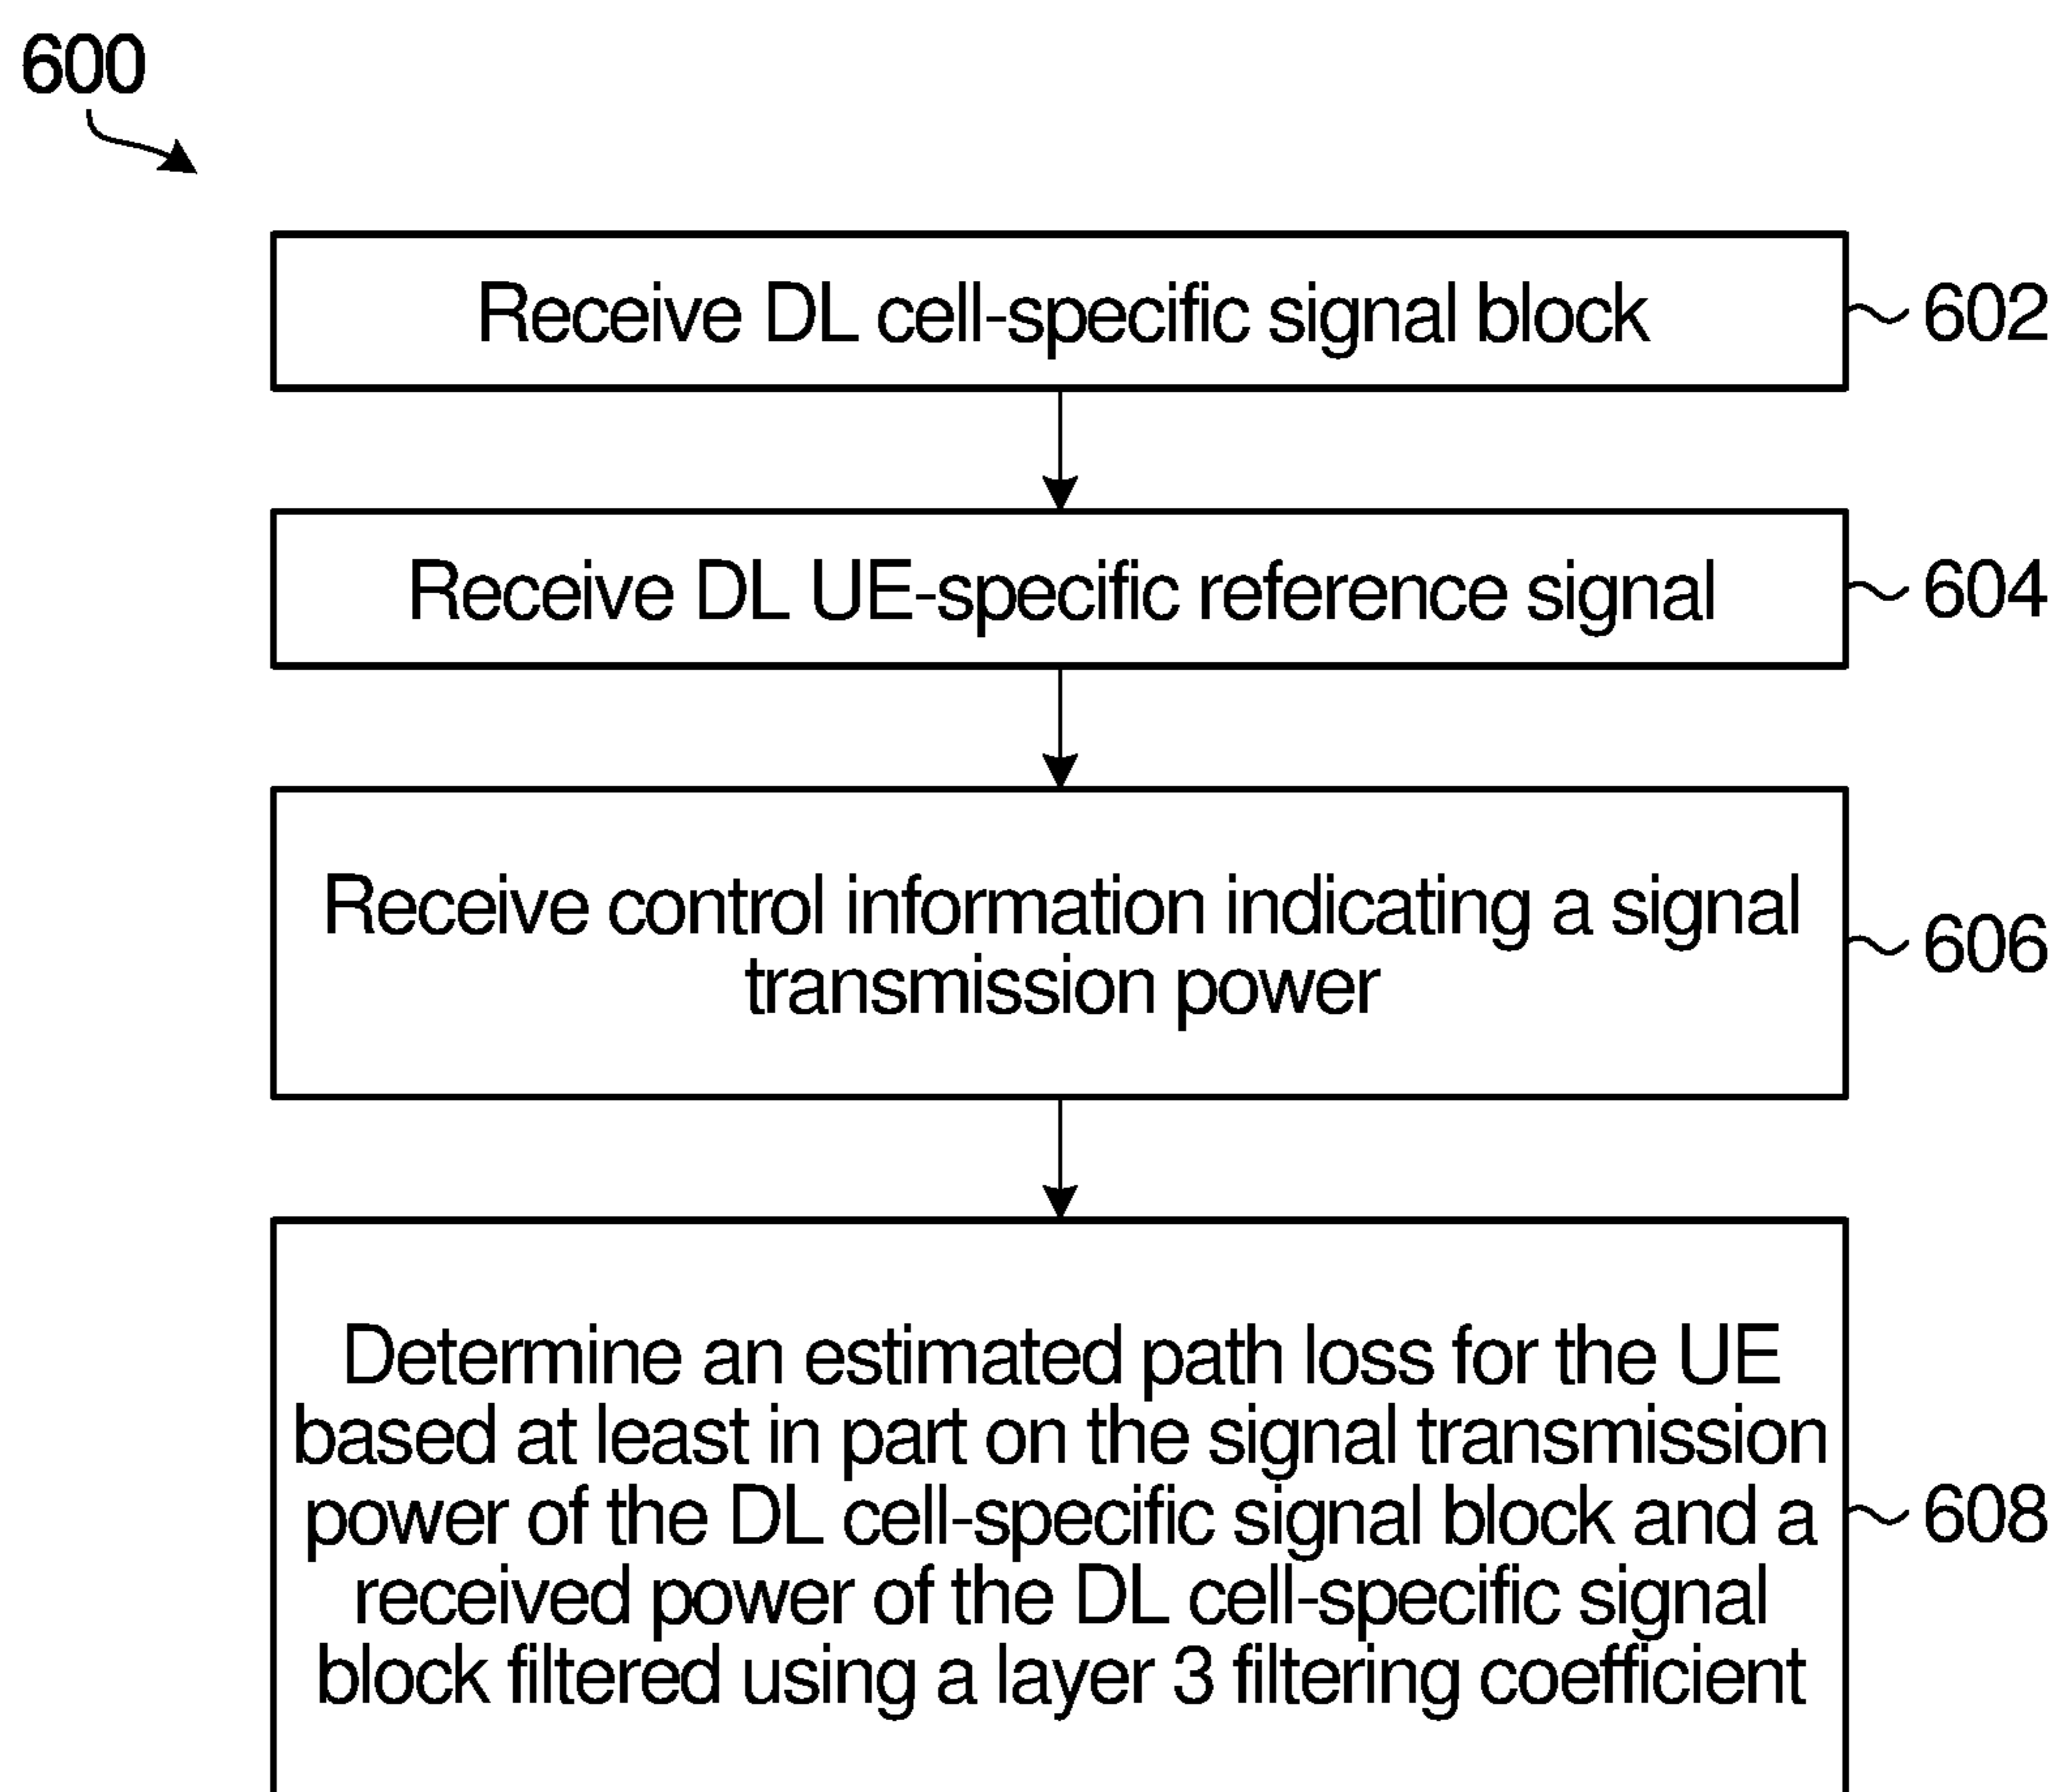 600
Receive DL cell-specific signal block
602
Receive DL UE-specific reference signal
604
Receive control information indicating a signal
transmission power
606
Determine an estimated path loss for the UE
based at least in part on the signal transmission
power of the DL cell-specific signal block and a
received power of the DL cell-specific signal
block filtered using a layer 3 filtering coefficient
608